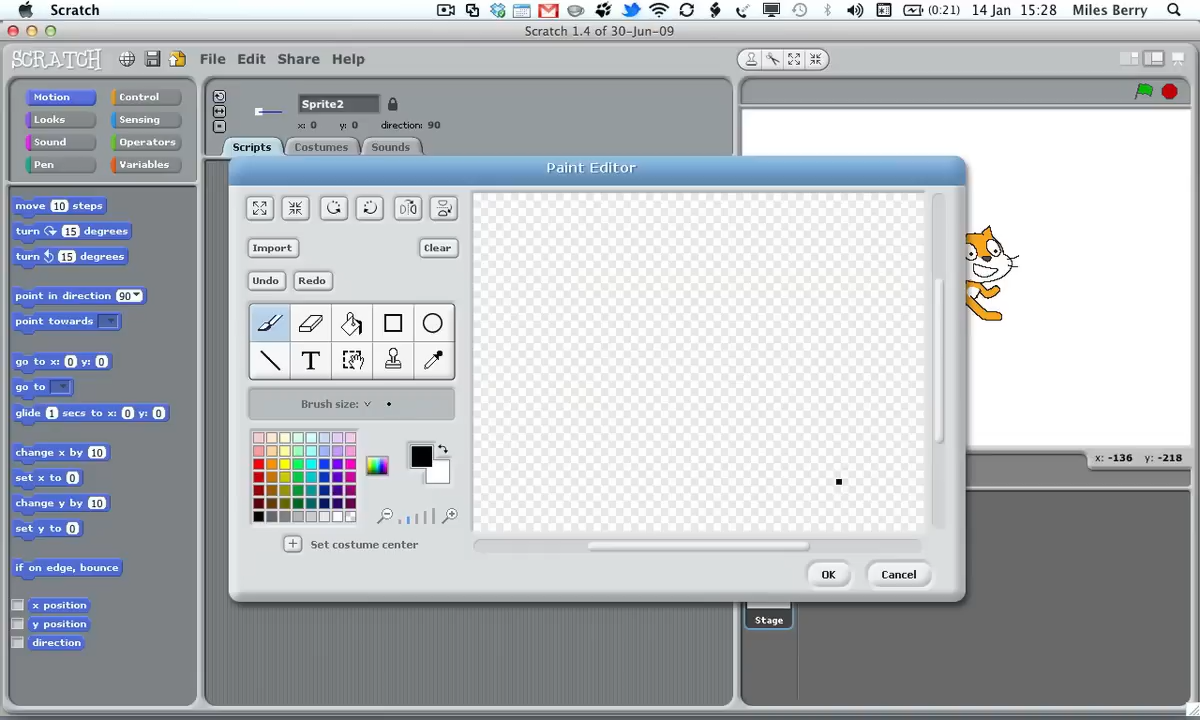 Scratch
(0:21) 14 Jan 15:28 Miles Berry
Scratch 1.4 of 30-Jun-09
SCRATCH
File Edit Share Help
Motion
Control
Looks
Sensing
Sound
Operators
Pen
Variables
Sprite2
x: 0 y: 0 direction: 90
Scripts Costumes Sounds
move 10 steps
turn 15 degrees
turn 15 degrees
point in direction 90
point towards
go to x: 0 y: 0
go to
glide 1 secs to x: 0 y: 0
change x by 10
set x to 0
change y by 10
set y to 0
if on edge, bounce
x position
y position
direction
Paint Editor
Import
Clear
Undo
Redo
T
Brush size:
Set costume center
OK
Cancel
x: -136 y: -218
Stage